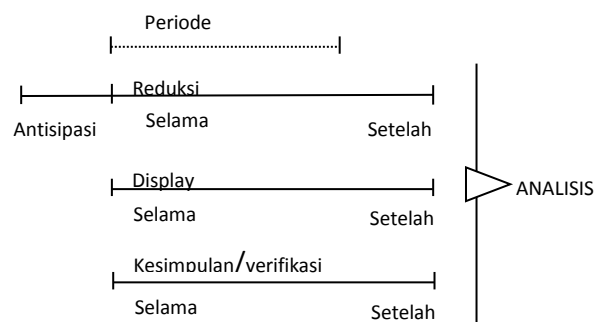 Periode
Reduksi
Antisipasi
Selama
Setelah
Display
ANALISIS
Selama
Setelah
Kesimpulan/verifikasi
Selama
Setelah